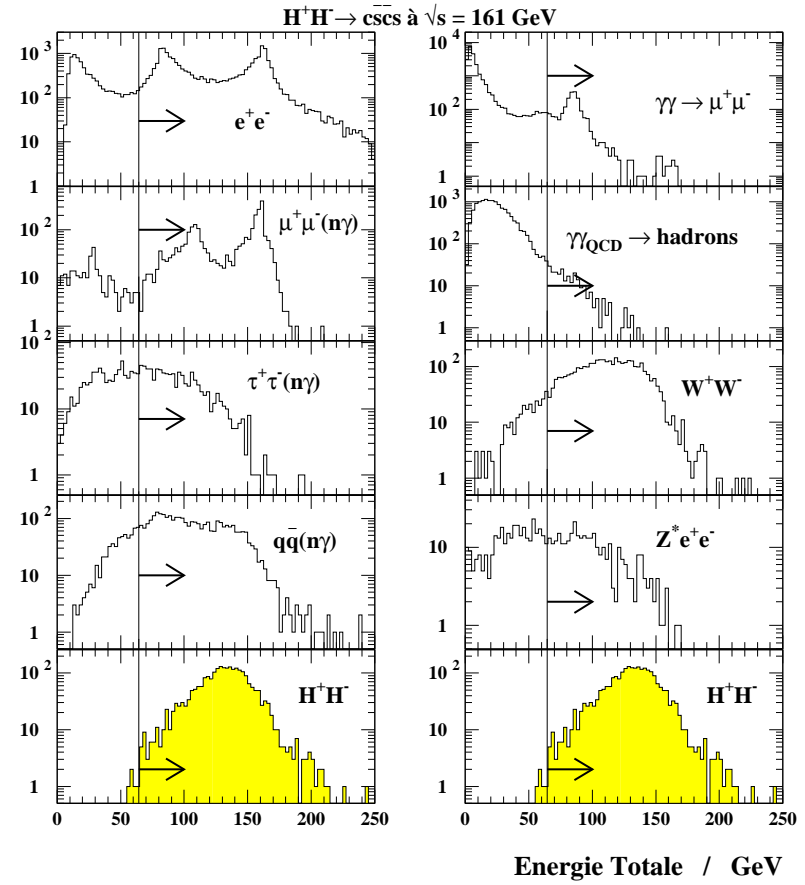 H⁺H⁻→ cs̅c̅s à √s = 161 GeV
10³
10²
10
1
e⁺e⁻
10⁴
10²
1
γγ → μ⁺μ⁻
10²
10
1
μ⁺μ⁻(nγ)
10³
10²
10
1
γγQCD → hadrons
10²
10
1
τ⁺τ⁻(nγ)
10²
10
1
W⁺W⁻
10²
10
1
qq̅(nγ)
10
1
Z*e⁺e⁻
10²
10
1
H⁺H⁻
0 50 100 150 200 250
10²
10
1
H⁺H⁻
0 50 100 150 200 250
Energie Totale / GeV